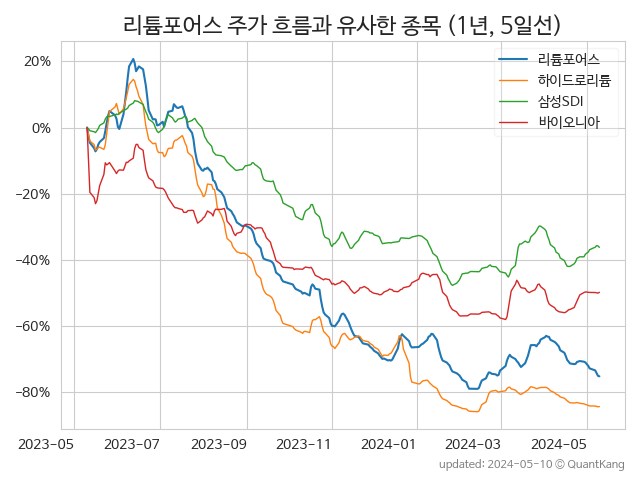 리튬포어스 주가 흐름과 유사한 종목 (1년, 5일선)
리튬포어스
하이드로리튬
삼성SDI
바이오니아
20%
0%
−20%
−40%
−60%
−80%
2023-05 2023-07 2023-09 2023-11 2024-01 2024-03 2024-05
updated: 2024-05-10 © QuantKang